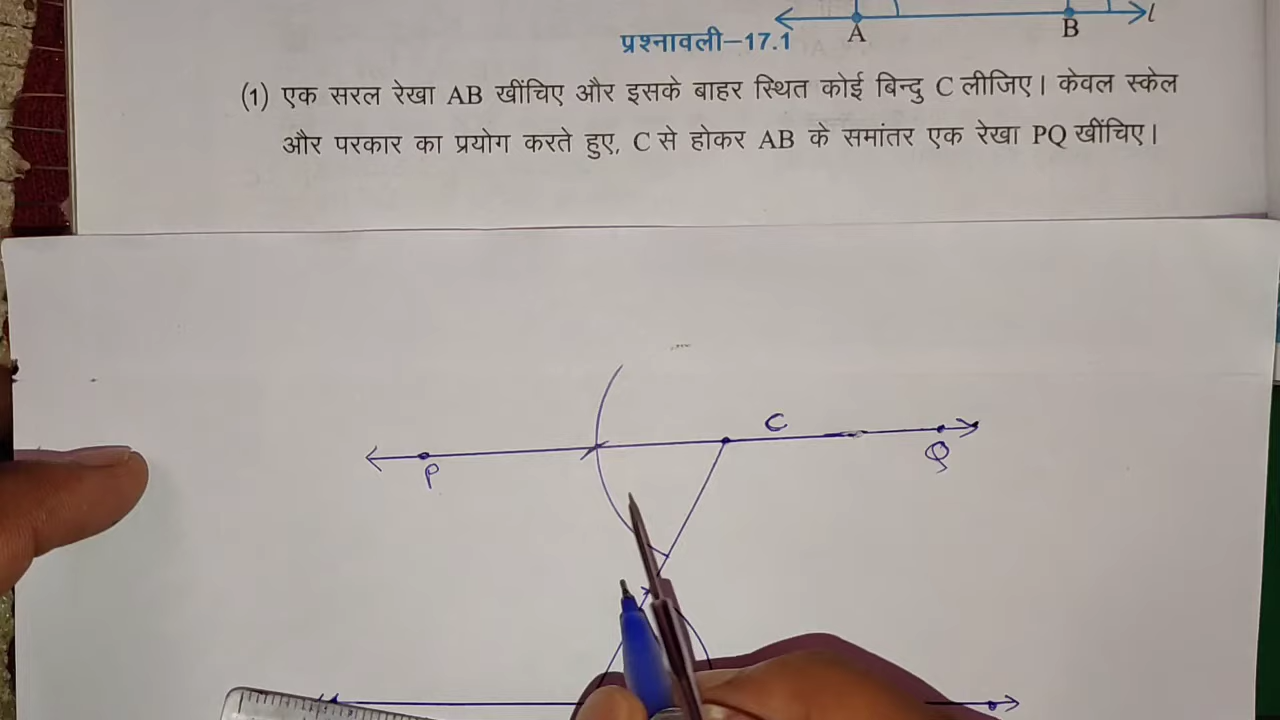 A B l
प्रश्नावली–17.1
(1) एक सरल रेखा AB खींचिए और इसके बाहर स्थित कोई बिन्दु C लीजिए। केवल स्केल
और परकार का प्रयोग करते हुए, C से होकर AB के समांतर एक रेखा PQ खींचिए।
C
P Q